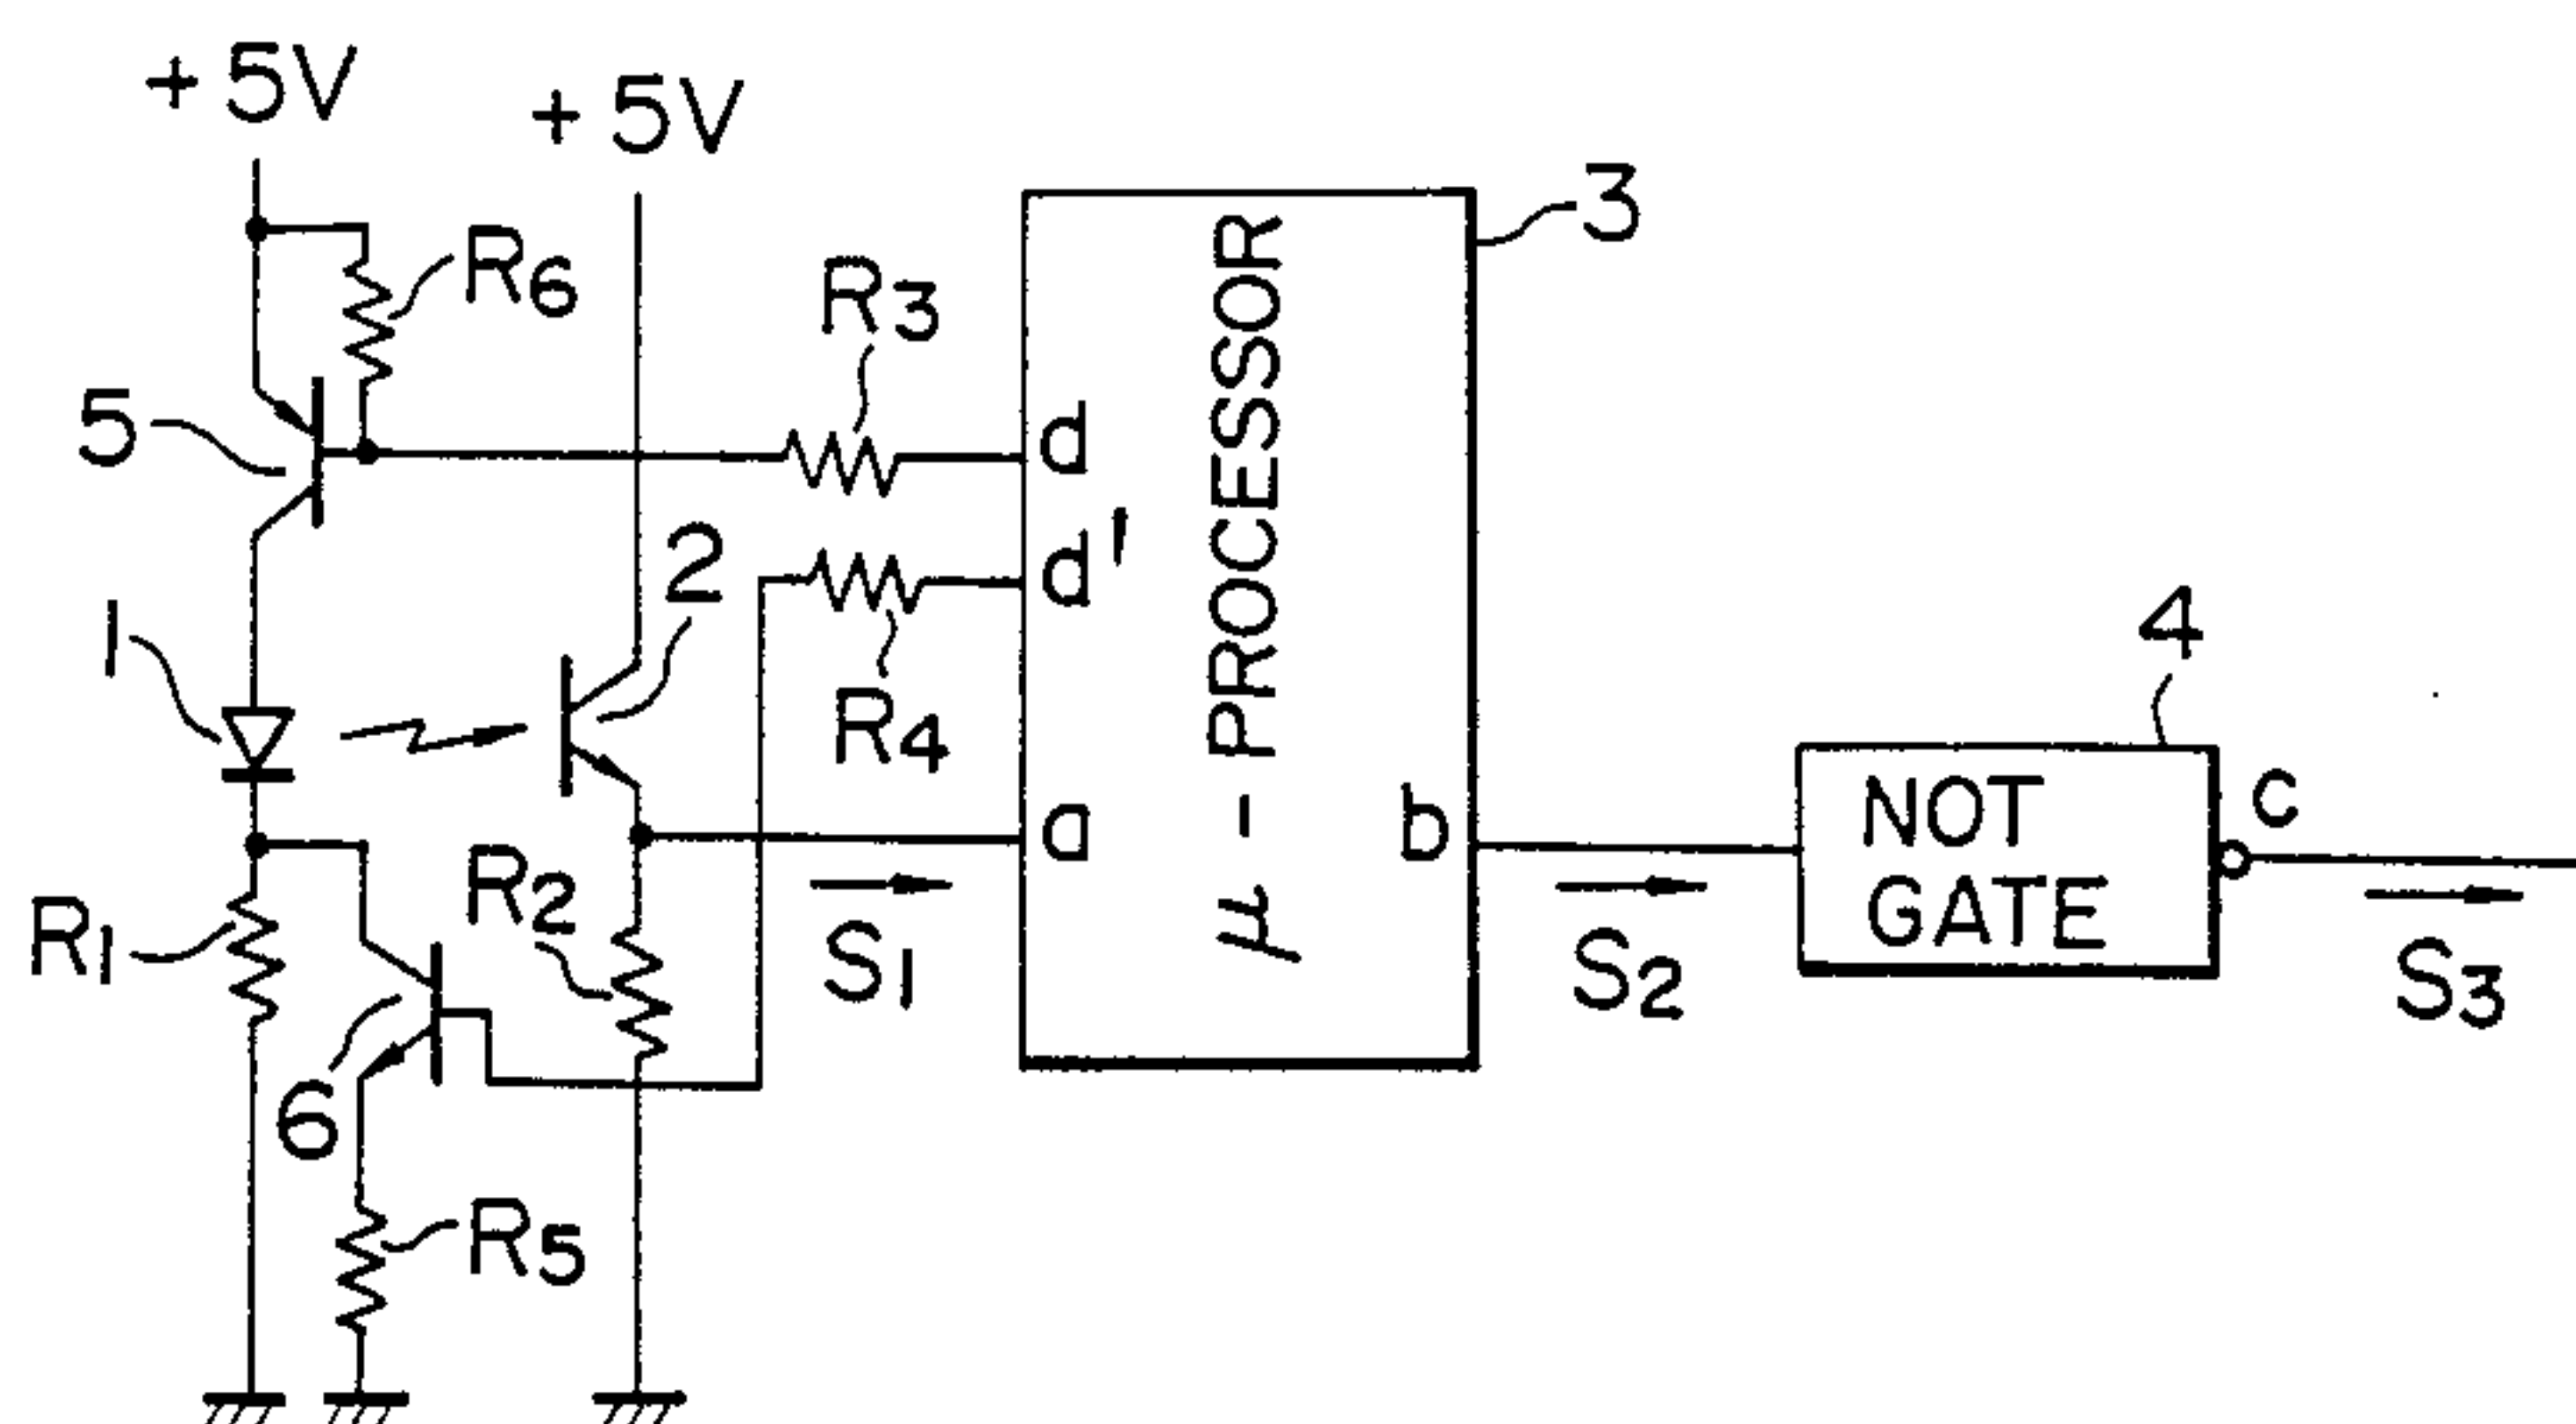 +5V
+5V
R6
R3
3
5
d
d'
2
1
R4
4
μ-PROCESSOR
a
b
NOT
GATE
c
R1
R2
S1
S2
S3
6
R5